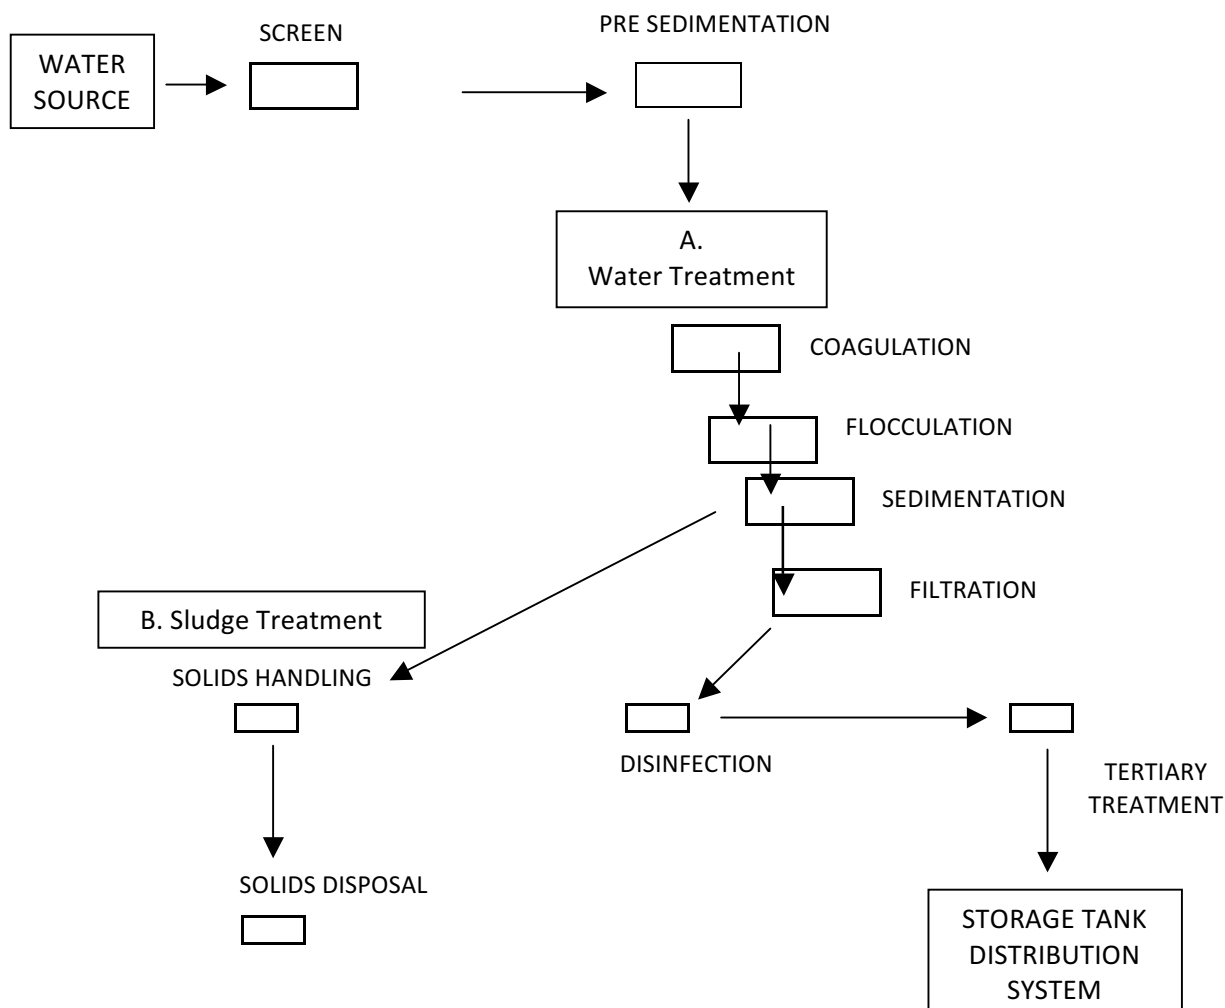 PRE SEDIMENTATION
SCREEN
WATER
SOURCE
A.
Water Treatment
COAGULATION
FLOCCULATION
SEDIMENTATION
FILTRATION
B. Sludge Treatment
SOLIDS HANDLING
DISINFECTION
TERTIARY
TREATMENT
SOLIDS DISPOSAL
STORAGE TANK
DISTRIBUTION
SYSTEM